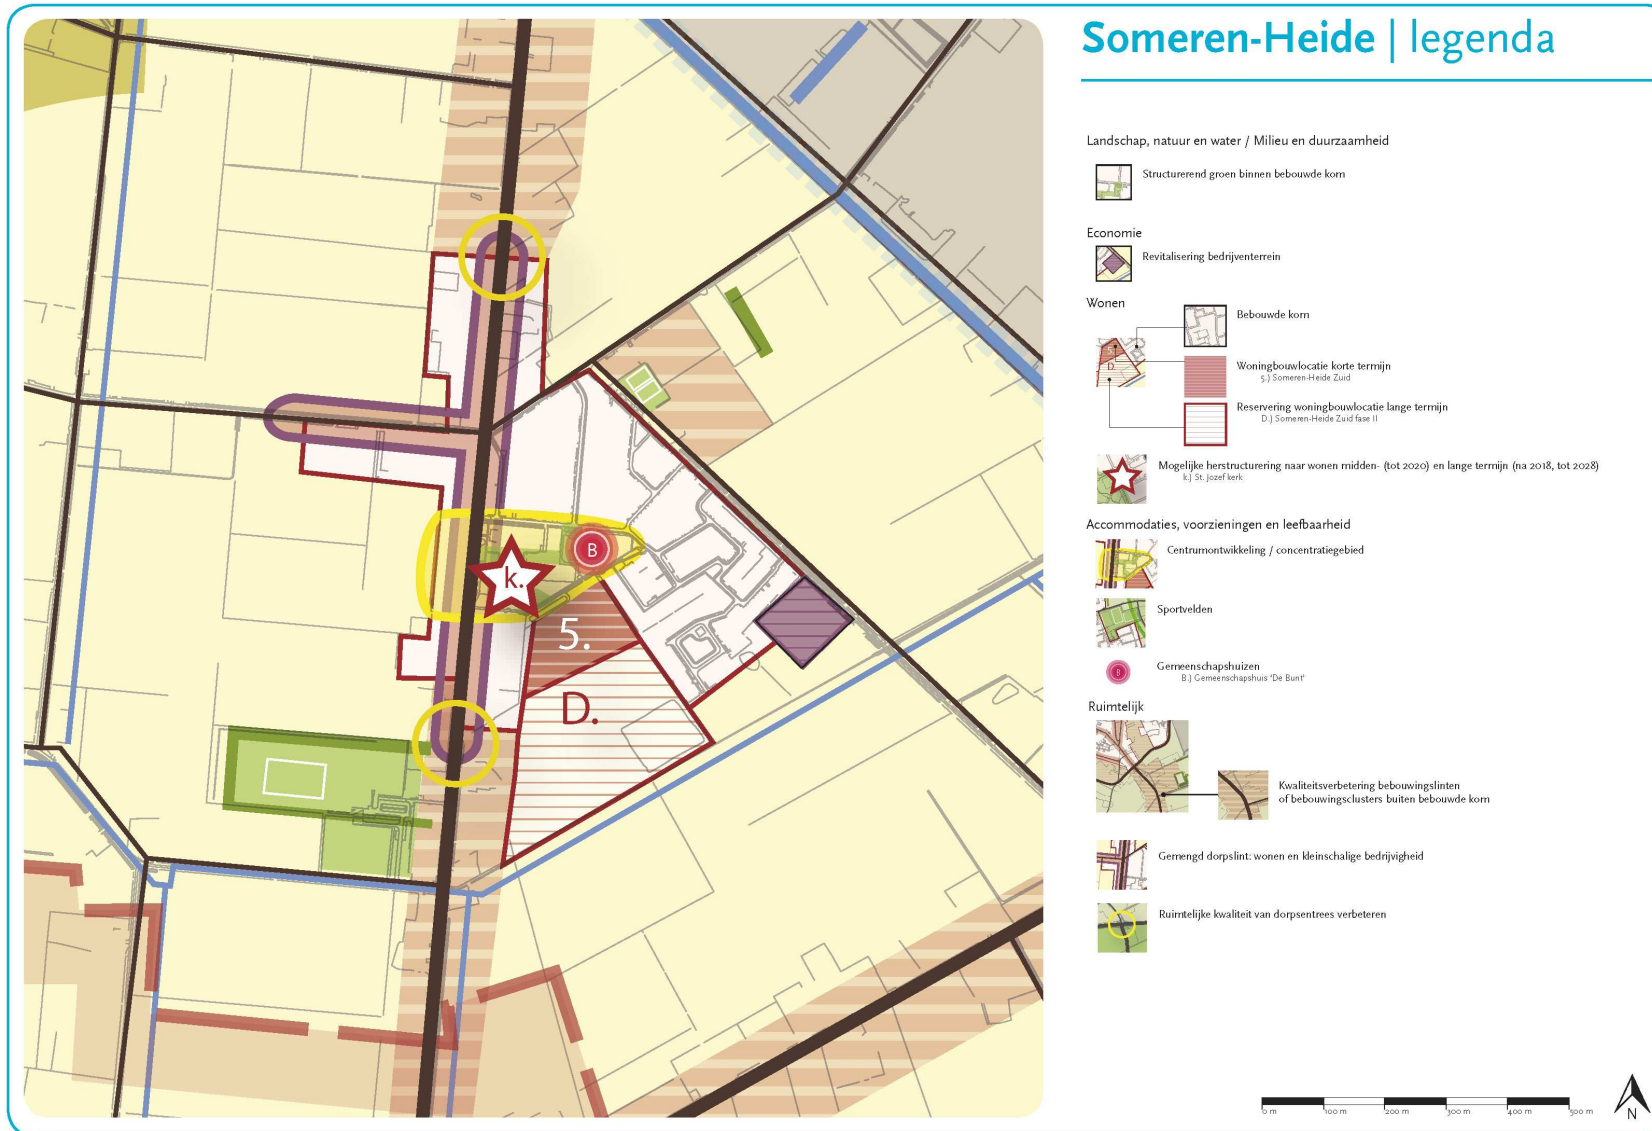 Someren-Heide | legenda
Landschap, natuur en water / Milieu en duurzaamheid
Structurerend groen binnen bebouwde kom
Economie
Revitalisering bedrijventerrein
Wonen
Bebouwde kom
Woningbouwlocatie korte termijn
5.) Someren-Heide Zuid
Reservering woningbouwlocatie lange termijn
D.) Someren-Heide Zuid fase II
Mogelijke herstructurering naar wonen midden- (tot 2020) en lange termijn (na 2018, tot 2028)
k.) St. Jozef kerk
Accommodaties, voorzieningen en leefbaarheid
Centrumontwikkeling / concentratiegebied
Sportvelden
Gemeenschapshuizen
B.) Gemeenschapshuis 'De Bunt'
Ruimtelijk
Kwaliteitsverbetering bebouwingslinten
of bebouwingsclusters buiten bebouwde kom
Gemengd dorpslint: wonen en kleinschalige bedrijvigheid
Ruimtelijke kwaliteit van dorpsentrees verbeteren
B
k.
5.
D.
D.
B
0 m 100 m 200 m 300 m 400 m 500 m
N